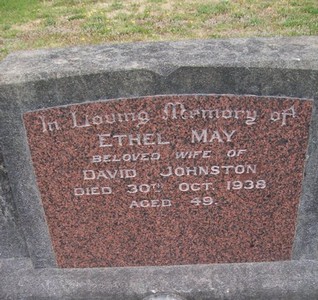 In Loving Memory of
ETHEL MAY
BELOVED WIFE OF
DAVID JOHNSTON
DIED 30TH OCT. 1938
AGED 49.